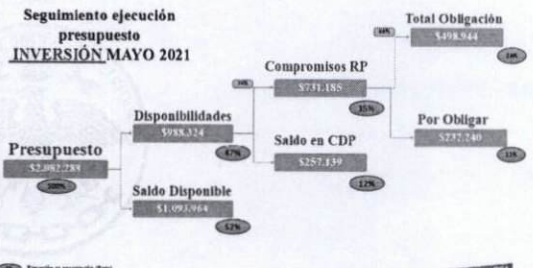 Seguimiento ejecución
presupuesto
INVERSIÓN MAYO 2021
Total Obligación
$498.944
24%
Compromisos RP
$731.185
35%
Disponibilidades
$988.324
47%
Por Obligar
$232.240
11%
Saldo en CDP
$257.139
12%
Presupuesto
$2.082.288
100%
Saldo Disponible
$1.093.964
52%